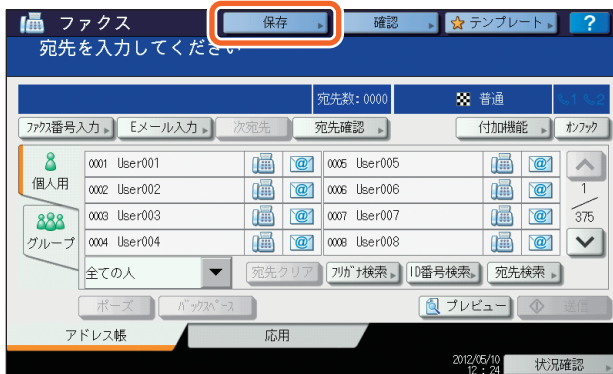 ファクス 保存 確認 テンプレート ?
宛先を入力してください
宛先数: 0000 普通 1 2
ファクス番号入力 Eメール入力 次宛先 宛先確認 付加機能 オンフック
個人用
0001 User001 0005 User005
0002 User002 0006 User006
1
0003 User003 0007 User007
375
グループ
0004 User004 0008 User008
全ての人 宛先クリア フリガナ検索 ID番号検索 宛先検索
ポーズ バックスペース プレビュー 送信
アドレス帳 応用
2012/05/10
12 : 24
状況確認